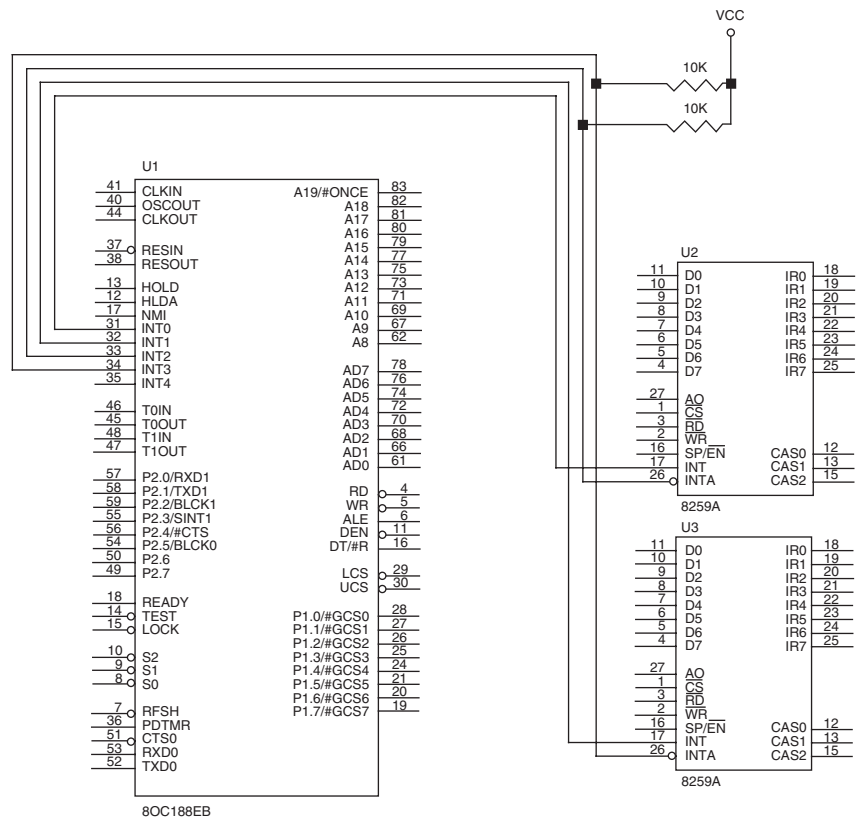 VCC
10K
10K
U1
41 CLKIN
40 OSCOUT
44 CLKOUT
37 RESIN
38 RESOUT
13 HOLD
12 HLDA
17 NMI
31 INT0
32 INT1
33 INT2
34 INT3
35 INT4
46 T0IN
45 T0OUT
48 T1IN
47 T1OUT
57 P2.0/RXD1
58 P2.1/TXD1
59 P2.2/BLCK1
55 P2.3/SINT1
56 P2.4/#CTS
54 P2.5/BLCK0
50 P2.6
49 P2.7
18 READY
14 TEST
15 LOCK
10 S2
9 S1
8 S0
7 RFSH
36 PDTMR
51 CTS0
53 RXD0
52 TXD0
A19/#ONCE 83
A18 82
A17 81
A16 80
A15 79
A14 77
A13 75
A12 73
A11 71
A10 69
A9 67
A8 62
AD7 78
AD6 76
AD5 74
AD4 72
AD3 70
AD2 68
AD1 66
AD0 61
RD 4
WR 5
ALE 6
DEN 11
DT/#R 16
LCS 29
UCS 30
P1.0/#GCS0 28
P1.1/#GCS1 27
P1.2/#GCS2 26
P1.3/#GCS3 25
P1.4/#GCS4 24
P1.5/#GCS5 21
P1.6/#GCS6 20
P1.7/#GCS7 19
8OC188EB
U2
11 D0 IR0 18
10 D1 IR1 19
9 D2 IR2 20
8 D3 IR3 21
7 D4 IR4 22
6 D5 IR5 23
5 D6 IR6 24
4 D7 IR7 25
27 AO
1 CS
3 RD
2 WR
16 SP/EN CAS0 12
17 INT CAS1 13
26 INTA CAS2 15
8259A
U3
11 D0 IR0 18
10 D1 IR1 19
9 D2 IR2 20
8 D3 IR3 21
7 D4 IR4 22
6 D5 IR5 23
5 D6 IR6 24
4 D7 IR7 25
27 AO
1 CS
3 RD
2 WR
16 SP/EN CAS0 12
17 INT CAS1 13
26 INTA CAS2 15
8259A